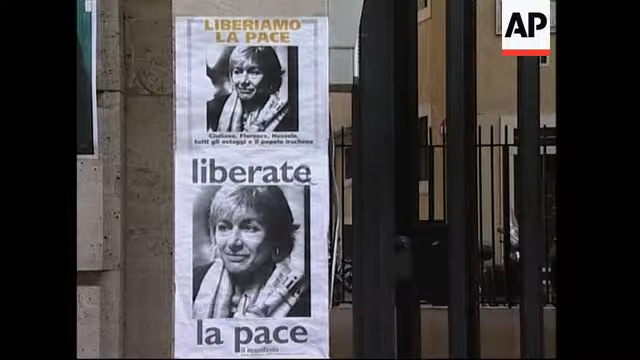 AP
LIBERIAMO
LA PACE
Giuliana, Florence, Hussein,
tutti gli ostaggi e il popolo iracheno
liberate
la pace
il manifesto